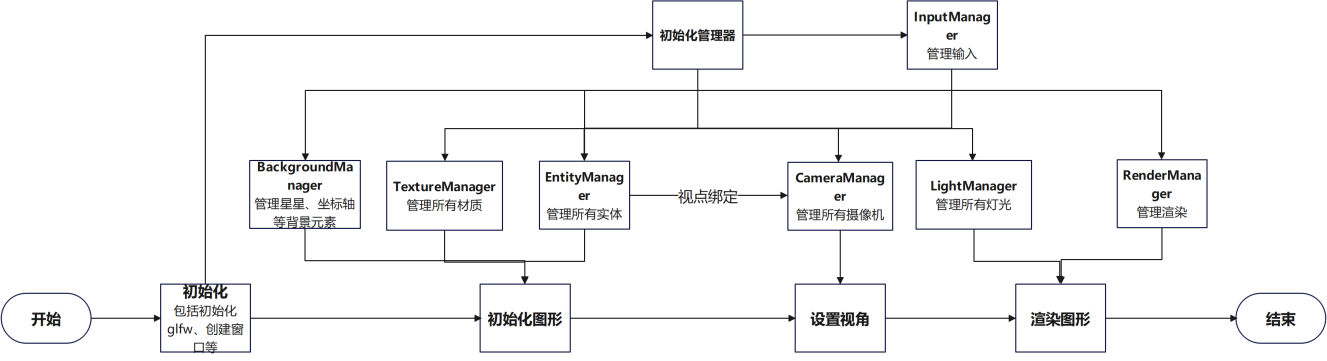 初始化管理器
InputManag
er
管理输入
BackgroundMa
nager
管理星星、坐标轴
等背景元素
TextureManager
管理所有材质
EntityManag
er
管理所有实体
视点绑定
CameraManag
er
管理所有摄像机
LightManager
管理所有灯光
RenderMana
ger
管理渲染
开始
初始化
包括初始化
glfw、创建窗
口等
初始化图形
设置视角
渲染图形
结束